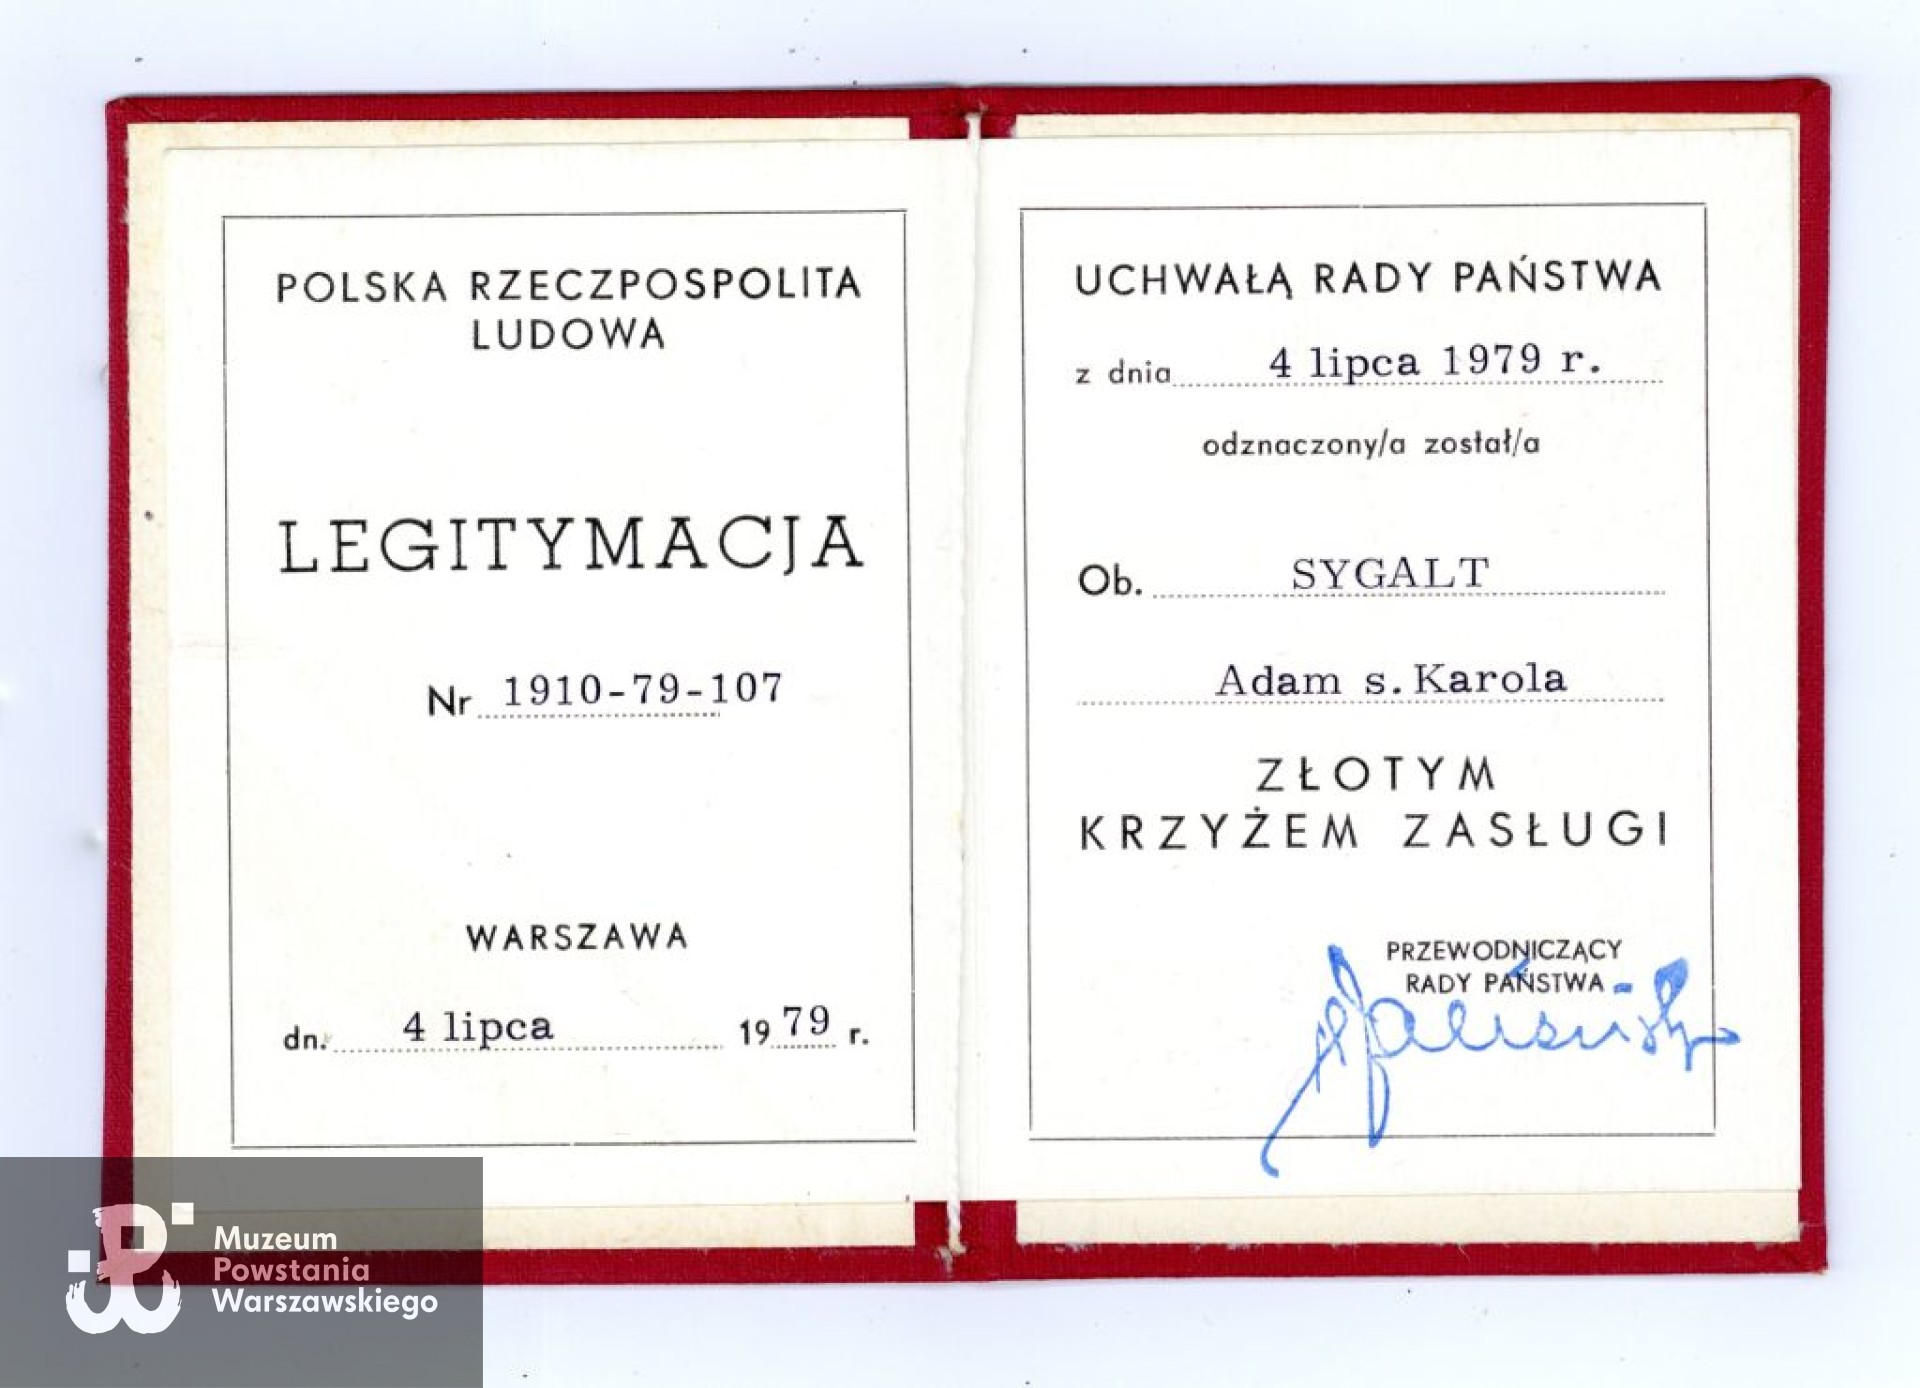 POLSKA RZECZPOSPOLITA
LUDOWA
LEGITYMACJA
Nr 1910-79-107
WARSZAWA
dn. 4 lipca 1979 r.
UCHWAŁĄ RADY PAŃSTWA
z dnia 4 lipca 1979 r.
odznaczony/a został/a
Ob. SYGALT
Adam s. Karola
ZŁOTYM
KRZYŻEM ZASŁUGI
PRZEWODNICZĄCY
RADY PAŃSTWA
Muzeum
Powstania
Warszawskiego